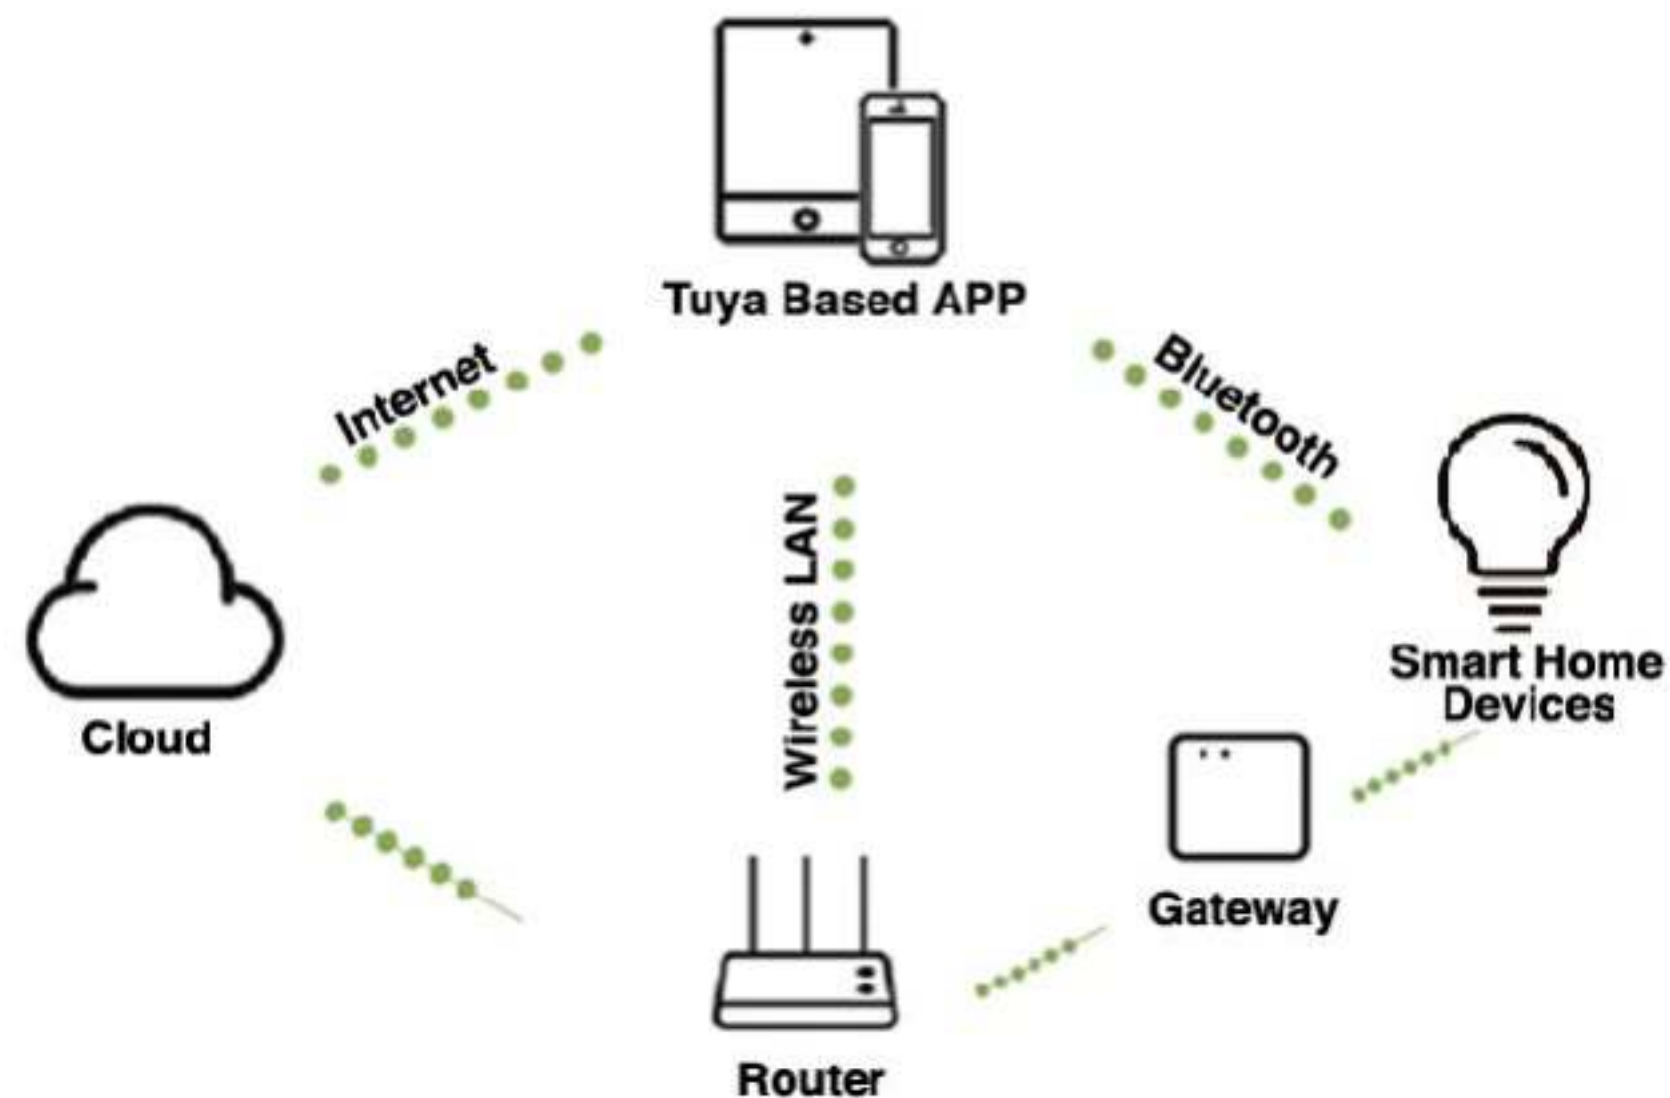 Tuya Based APP
Internet
Bluetooth
Wireless LAN
Smart Home
Devices
Cloud
Gateway
Router